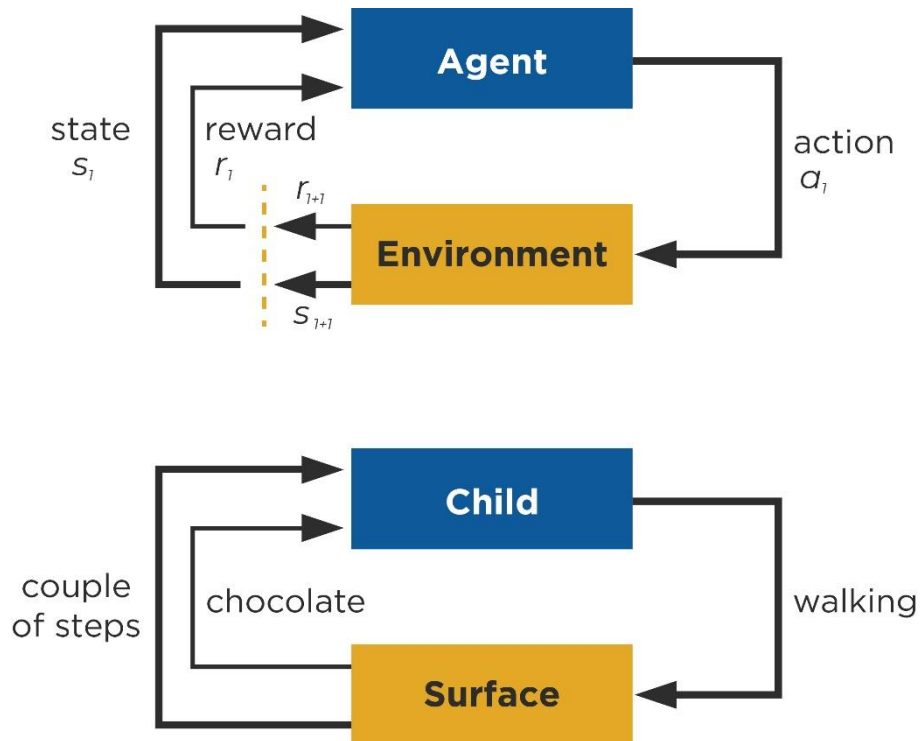 Agent
state
s₁
reward
r₁
action
a₁
r₁₊₁
Environment
s₁₊₁
Child
couple
of steps
chocolate
walking
Surface